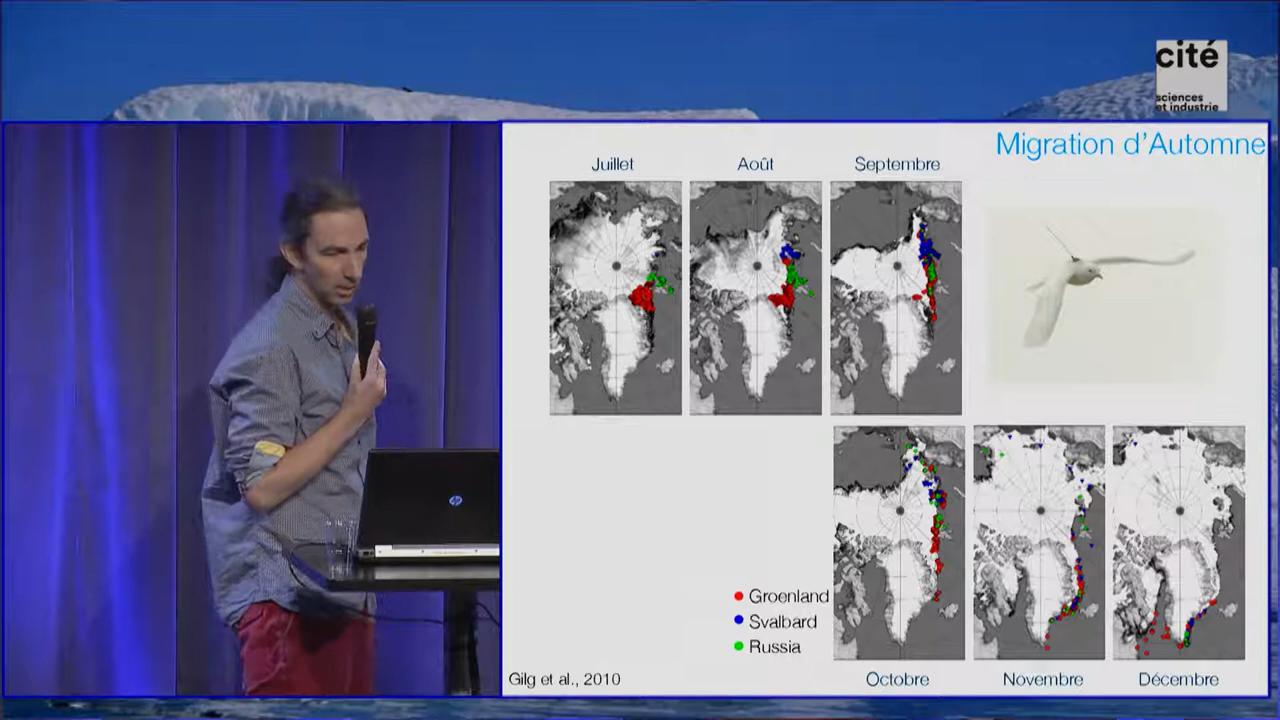 cité
sciences
et industrie
Migration d'Automne
Juillet
Août
Septembre
Groenland
Svalbard
Russia
Gilg et al., 2010
Octobre
Novembre
Décembre
hp